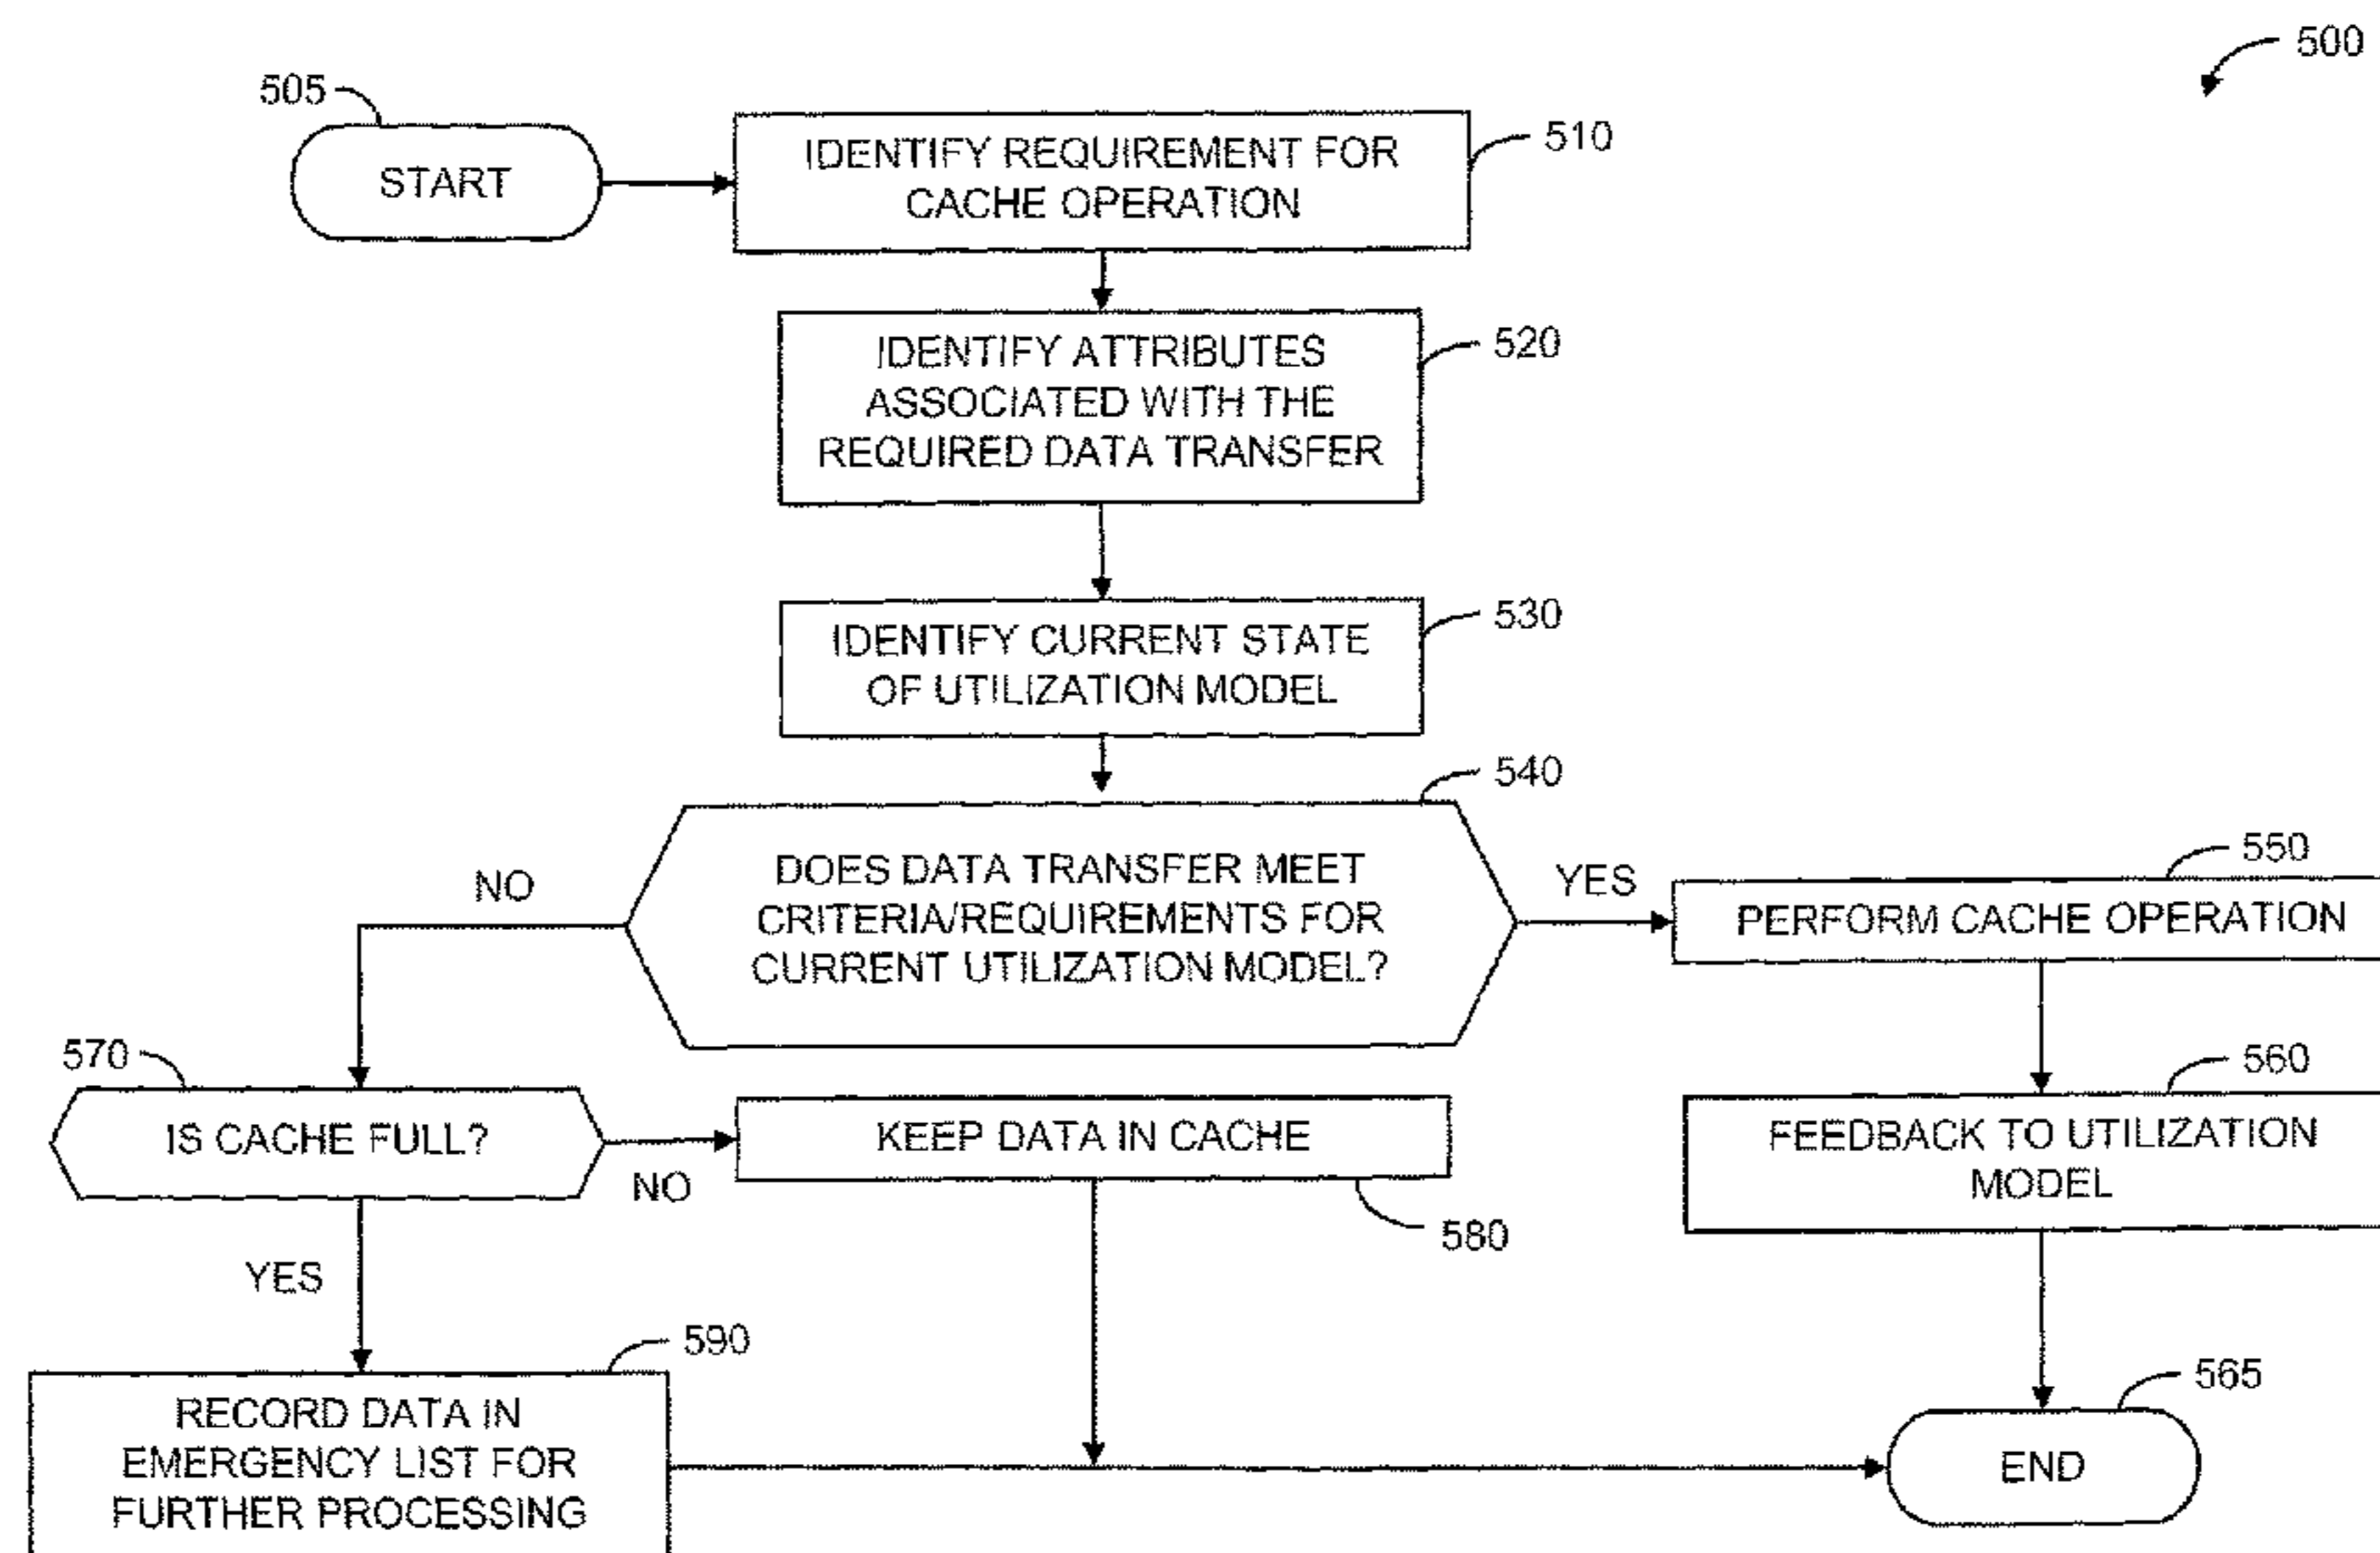 500
505
START
IDENTIFY REQUIREMENT FOR
CACHE OPERATION
510
IDENTIFY ATTRIBUTES
ASSOCIATED WITH THE
REQUIRED DATA TRANSFER
520
IDENTIFY CURRENT STATE
OF UTILIZATION MODEL
530
540
DOES DATA TRANSFER MEET
CRITERIA/REQUIREMENTS FOR
CURRENT UTILIZATION MODEL?
NO
YES
550
PERFORM CACHE OPERATION
570
IS CACHE FULL?
NO
KEEP DATA IN CACHE
580
560
FEEDBACK TO UTILIZATION
MODEL
YES
590
RECORD DATA IN
EMERGENCY LIST FOR
FURTHER PROCESSING
565
END